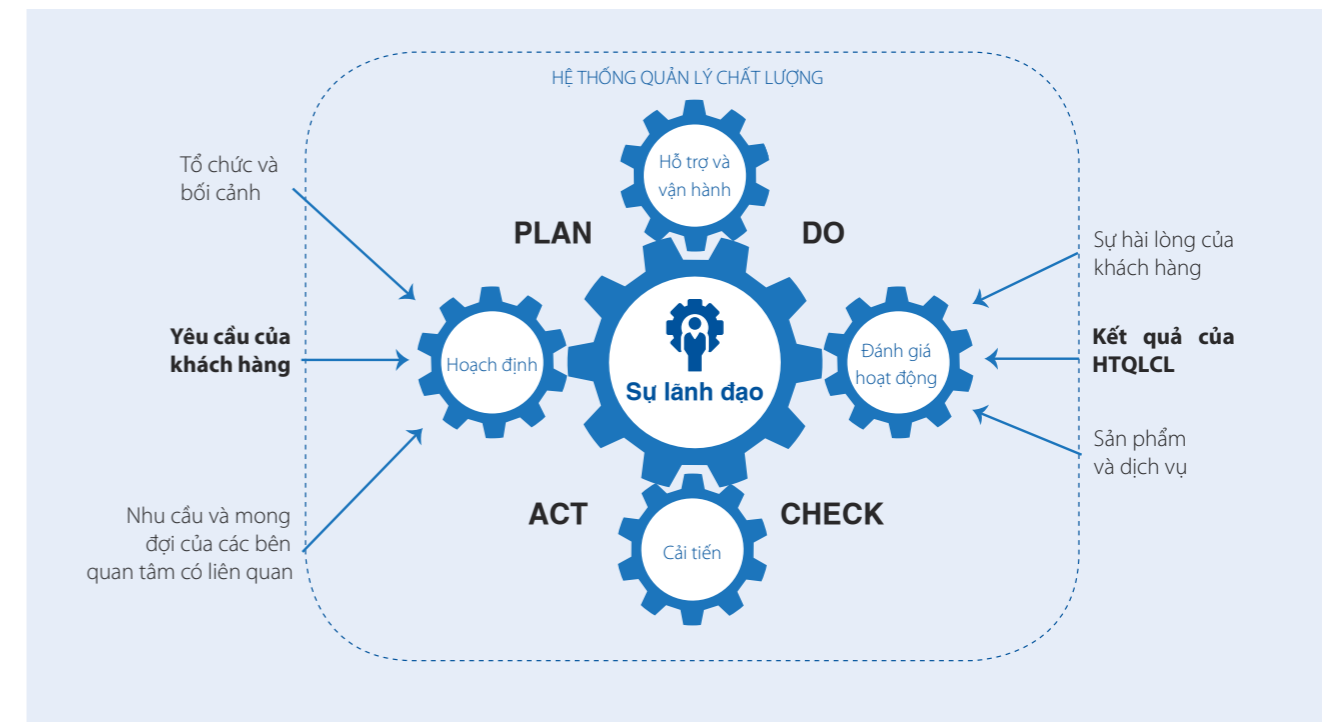 HỆ THỐNG QUẢN LÝ CHẤT LƯỢNG
Hỗ trợ và
vận hành
Tổ chức và
bối cảnh
PLAN
DO
Sự hài lòng của
khách hàng
Yêu cầu của
khách hàng
Hoạch định
Sự lãnh đạo
Đánh giá
hoạt động
Kết quả của
HTQLCL
Sản phẩm
và dịch vụ
Nhu cầu và mong
đợi của các bên
quan tâm có liên quan
ACT
CHECK
Cải tiến